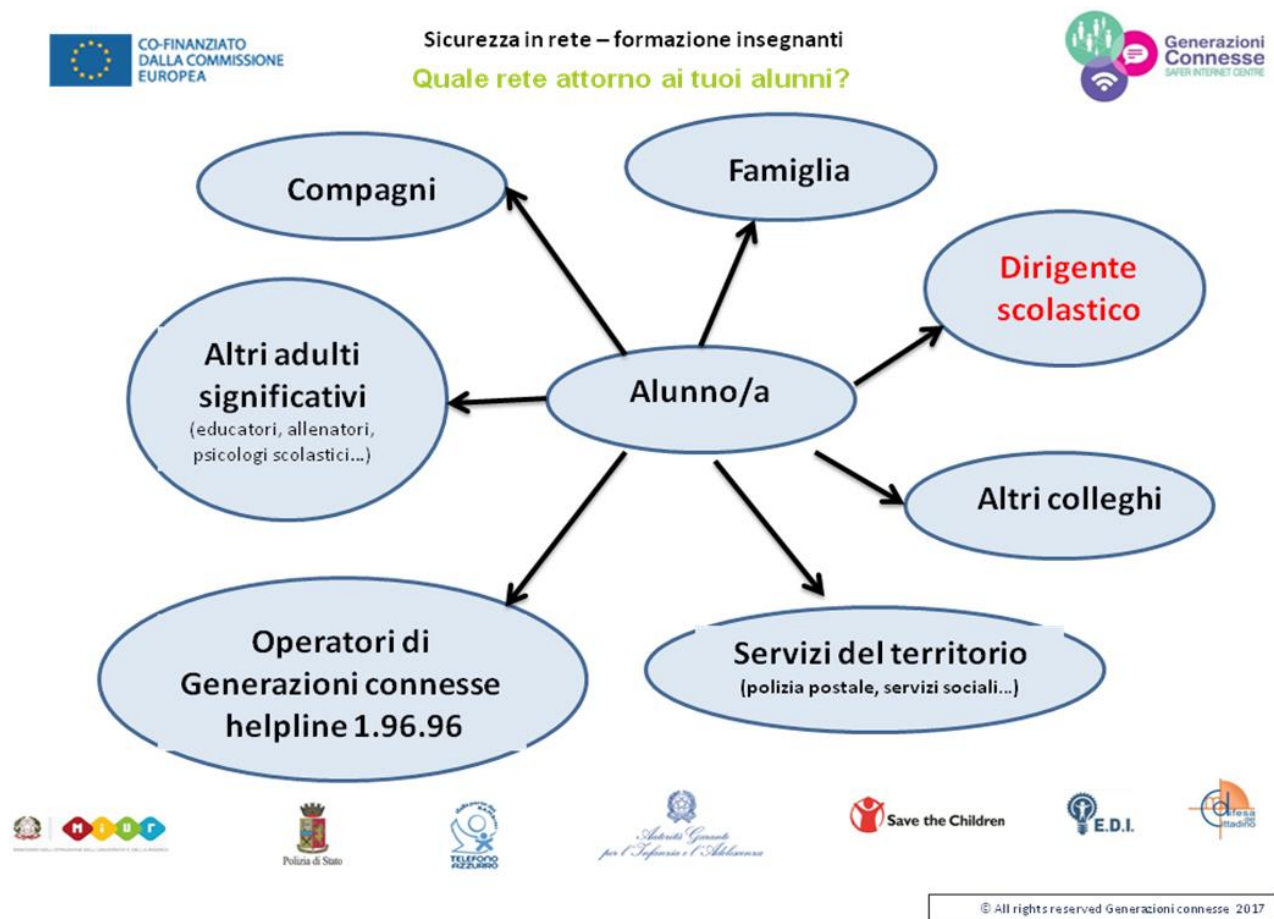 CO-FINANZIATO
DALLA COMMISSIONE
EUROPEA
Sicurezza in rete – formazione insegnanti
Quale rete attorno ai tuoi alunni?
Generazioni
Connesse
SAFER INTERNET CENTRE
Compagni
Famiglia
Dirigente
scolastico
Altri adulti
significativi
(educatori, allenatori,
psicologi scolastici...)
Alunno/a
Altri colleghi
Operatori di
Generazioni connesse
helpline 1.96.96
Servizi del territorio
(polizia postale, servizi sociali...)
MIUR
Polizia di Stato
TELEFONO
AZZURRO
Autorità Garante
per l'Infanzia e l'Adolescenza
Save the Children
E.D.I.
difesa
cittadino
© All rights reserved Generazioni connesse 2017